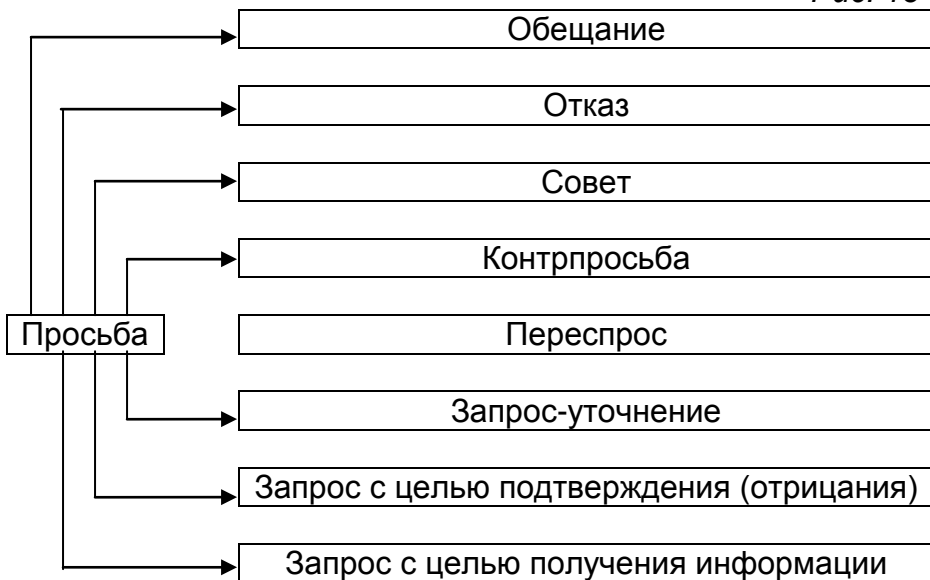 Обещание
Отказ
Совет
Контрпросьба
Просьба
Переспрос
Запрос-уточнение
Запрос с целью подтверждения (отрицания)
Запрос с целью получения информации